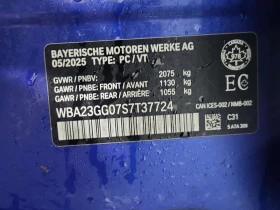 BAYERISCHE MOTOREN WERKE AG
05/2025 TYPE: PC / VT
GVWR / PNBV: 2075 kg
GAWR / PNBE: FRONT / AVANT 1130 kg
GAWR / PNBE: REAR / ARRIÈRE 1055 kg
WBA23GG07S7T37724
EC
CAN ICES-002 / NMB-002
C31